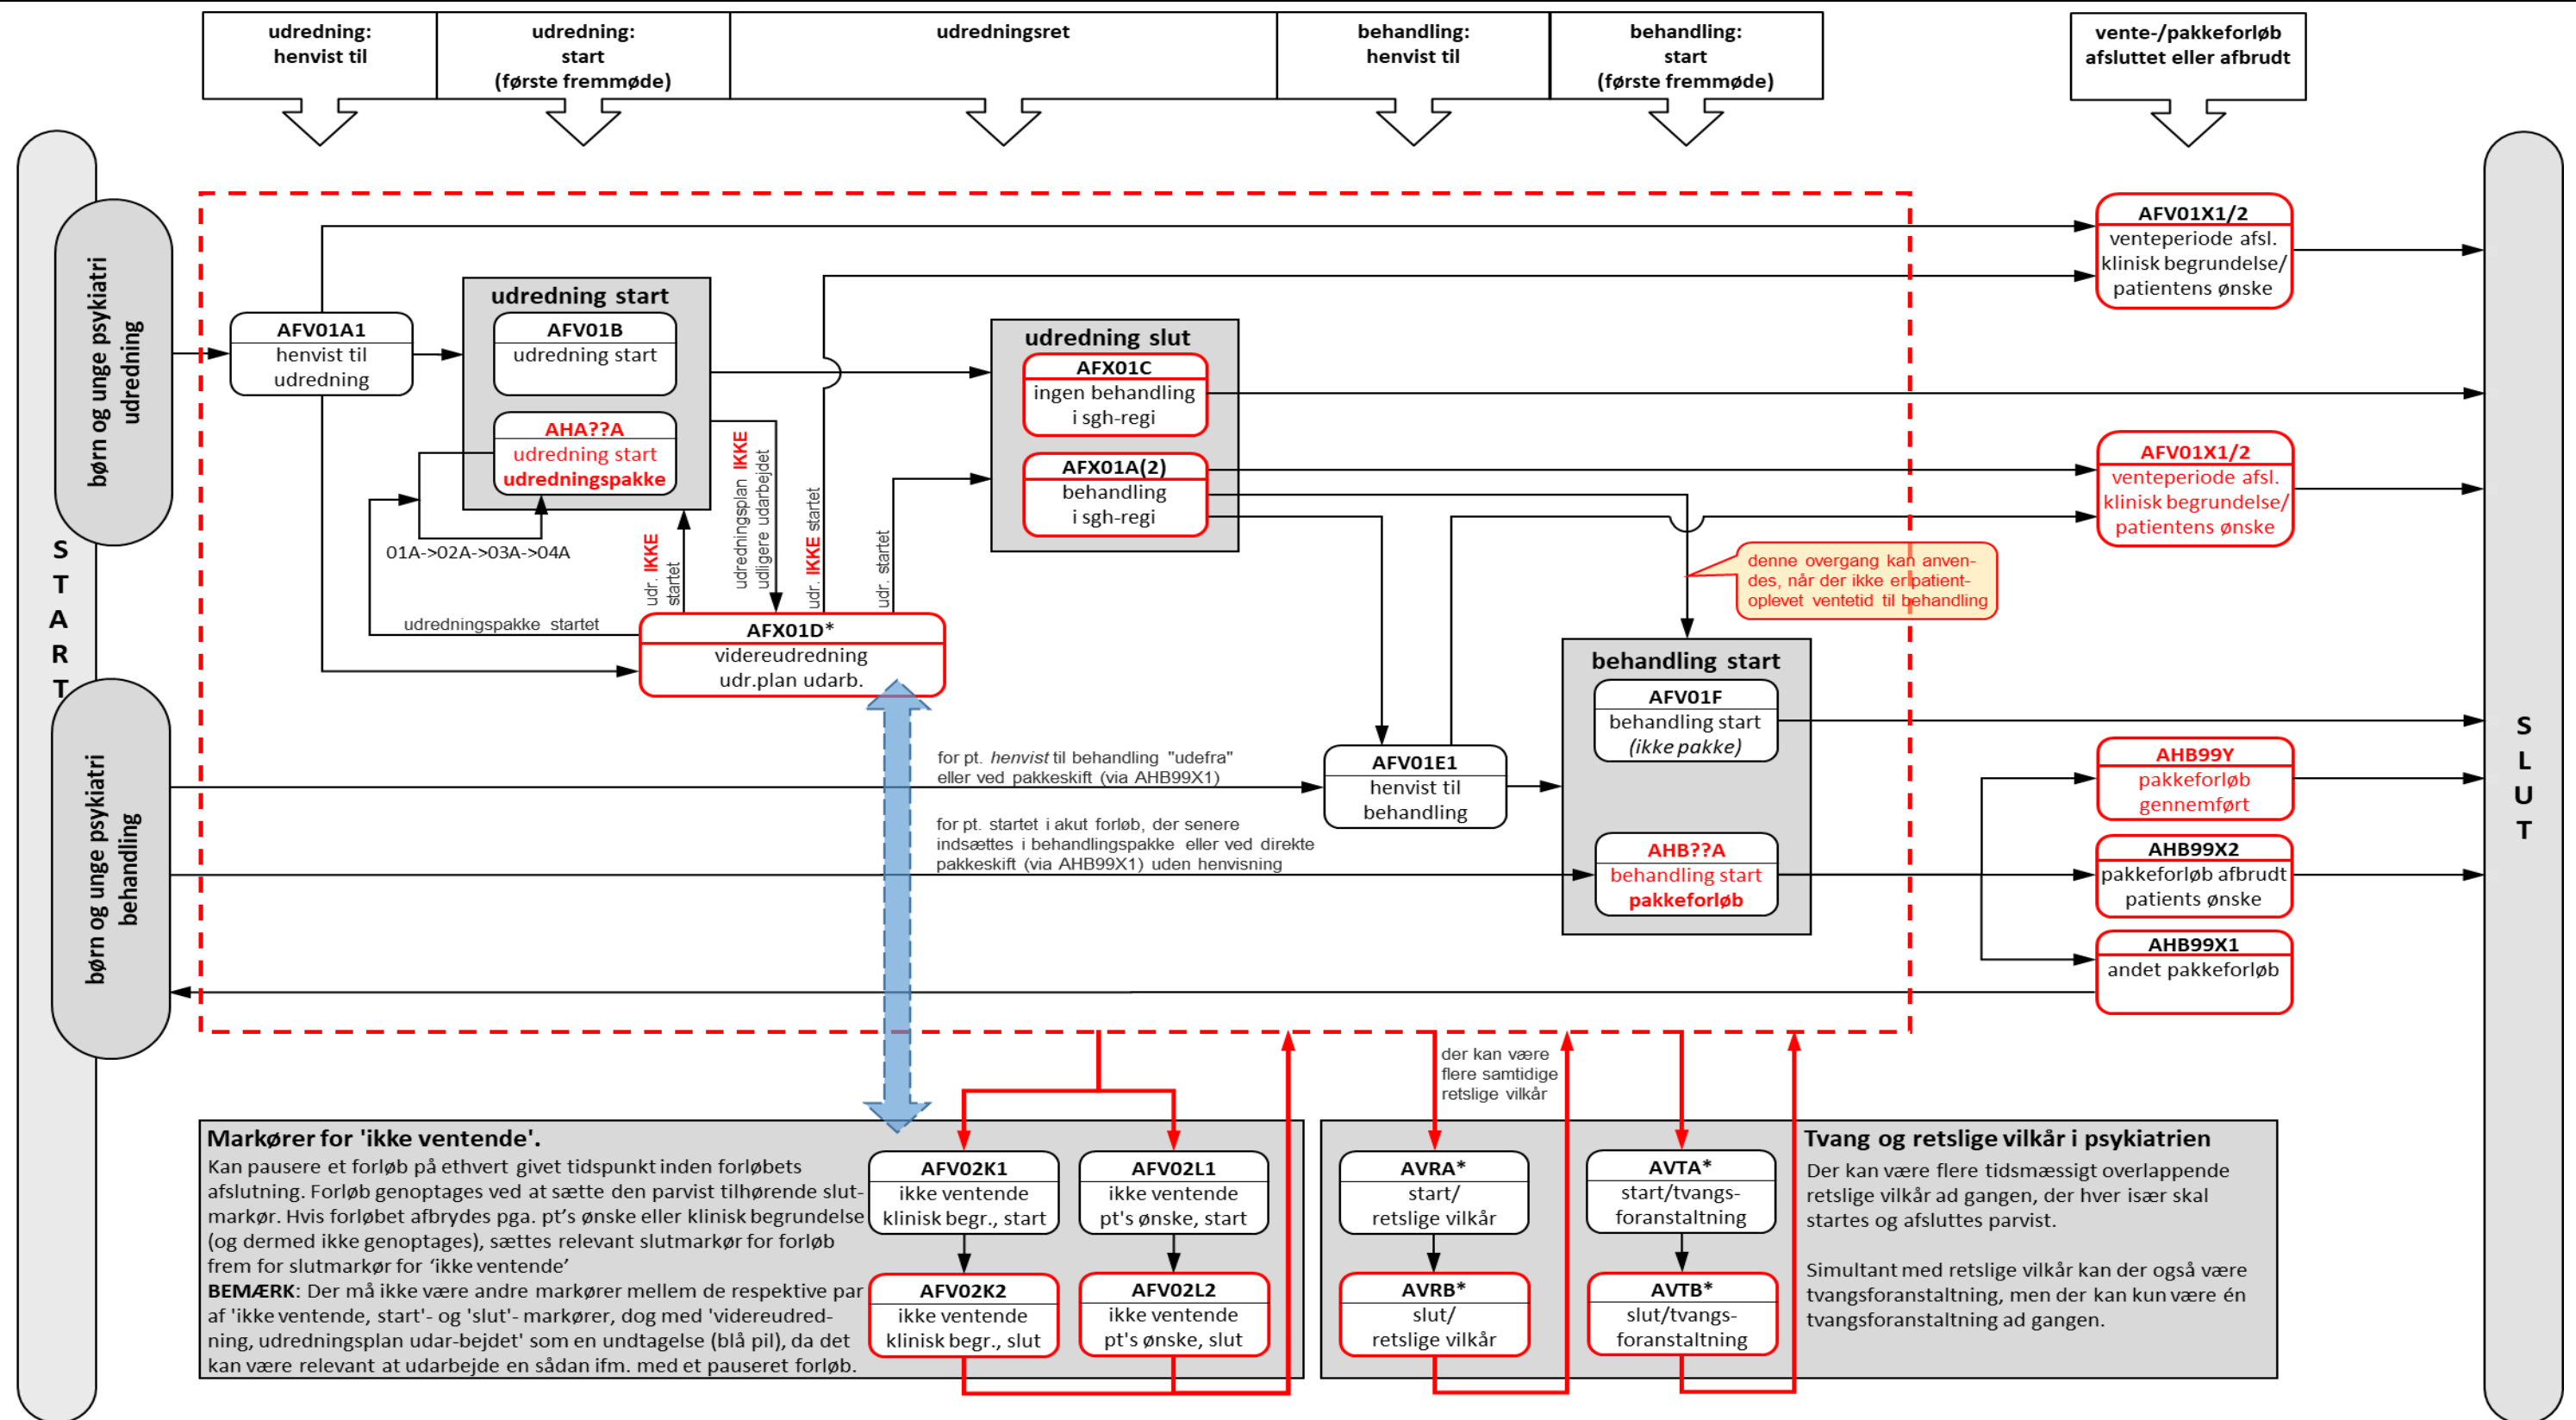 udredning:
henvist til
udredning:
start
(første fremmøde)
udredningsret
behandling:
henvist til
behandling:
start
(første fremmøde)
vente-/pakkeforløb
afsluttet eller afbrudt
START
børn og unge psykiatri
udredning
børn og unge psykiatri
behandling
AFV01A1
henvist til
udredning
udredning start
AFV01B
udredning start
AHA??A
udredning start
udredningspakke
01A->02A->03A->04A
udredningspakke startet
udr. IKKE
startet
udredningsplan IKKE
udligere udarbejdet
udr. IKKE startet
udr. startet
AFX01D*
videreudredning
udr.plan udarb.
udredning slut
AFX01C
ingen behandling
i sgh-regi
AFX01A(2)
behandling
i sgh-regi
AFV01X1/2
venteperiode afsl.
klinisk begrundelse/
patientens ønske
AFV01X1/2
venteperiode afsl.
klinisk begrundelse/
patientens ønske
denne overgang kan anven-
des, når der ikke er patient-
oplevet ventetid til behandling
for pt. henvist til behandling "udefra"
eller ved pakkeskift (via AHB99X1)
for pt. startet i akut forløb, der senere
indsættes i behandlingspakke eller ved direkte
pakkeskift (via AHB99X1) uden henvisning
AFV01E1
henvist til
behandling
behandling start
AFV01F
behandling start
(ikke pakke)
AHB??A
behandling start
pakkeforløb
AHB99Y
pakkeforløb
gennemført
AHB99X2
pakkeforløb afbrudt
patients ønske
AHB99X1
andet pakkeforløb
SLUT
der kan være
flere samtidige
retslige vilkår
Markører for 'ikke ventende'.
Kan pausere et forløb på ethvert givet tidspunkt inden forløbets
afslutning. Forløb genoptages ved at sætte den parvist tilhørende slut-
markør. Hvis forløbet afbrydes pga. pt's ønske eller klinisk begrundelse
(og dermed ikke genoptages), sættes relevant slutmarkør for forløb
frem for slutmarkør for ‘ikke ventende’
BEMÆRK: Der må ikke være andre markører mellem de respektive par
af 'ikke ventende, start'- og 'slut'- markører, dog med 'videreudred-
ning, udredningsplan udar-bejdet' som en undtagelse (blå pil), da det
kan være relevant at udarbejde en sådan ifm. med et pauseret forløb.
AFV02K1
ikke ventende
klinisk begr., start
AFV02L1
ikke ventende
pt's ønske, start
AFV02K2
ikke ventende
klinisk begr., slut
AFV02L2
ikke ventende
pt's ønske, slut
AVRA*
start/
retslige vilkår
AVTA*
start/tvangs-
foranstaltning
AVRB*
slut/
retslige vilkår
AVTB*
slut/tvangs-
foranstaltning
Tvang og retslige vilkår i psykiatrien
Der kan være flere tidsmæssigt overlappende
retslige vilkår ad gangen, der hver især skal
startes og afsluttes parvist.
Simultant med retslige vilkår kan der også være
tvangsforanstaltning, men der kan kun være én
tvangsforanstaltning ad gangen.